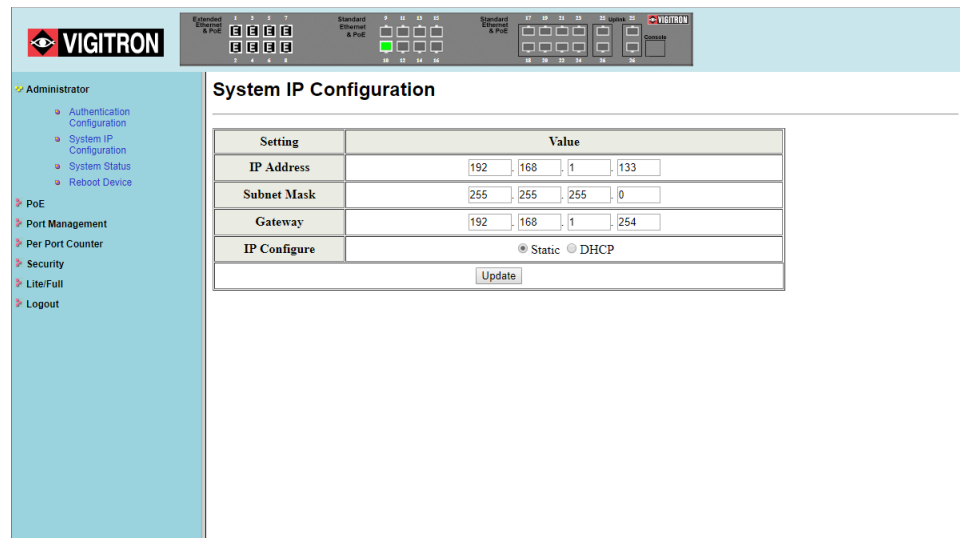 VIGITRON
Extended Ethernet & PoE
1 3 5 7
2 4 6 8
Standard Ethernet & PoE
9 11 13 15
10 12 14 16
Standard Ethernet & PoE
17 19 21 23
18 20 22 24
25 Uplink 25
26 26
VIGITRON
Console
Administrator
Authentication
Configuration
System IP
Configuration
System Status
Reboot Device
PoE
Port Management
Per Port Counter
Security
Lite/Full
Logout
System IP Configuration
Setting Value
IP Address 192 . 168 . 1 . 133
Subnet Mask 255 . 255 . 255 . 0
Gateway 192 . 168 . 1 . 254
IP Configure Static DHCP
Update